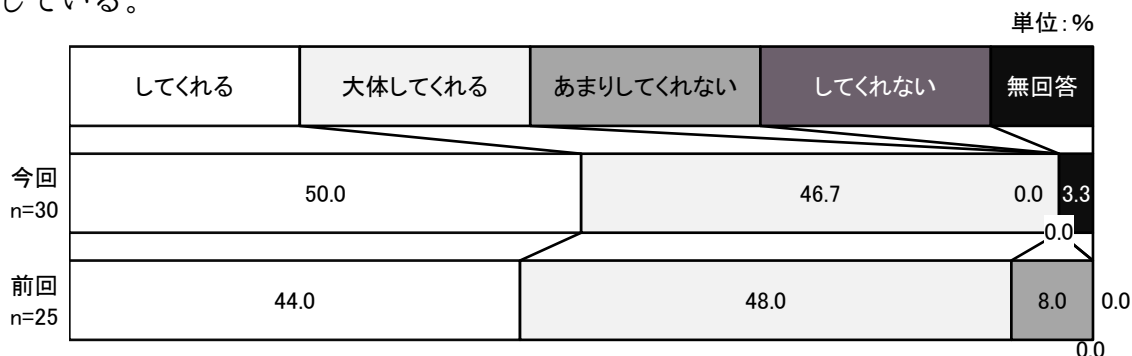 している。
単位:%
してくれる 大体してくれる あまりしてくれない してくれない 無回答
今回
n=30
50.0 46.7 0.0 3.3
0.0
前回
n=25
44.0 48.0 8.0 0.0
0.0